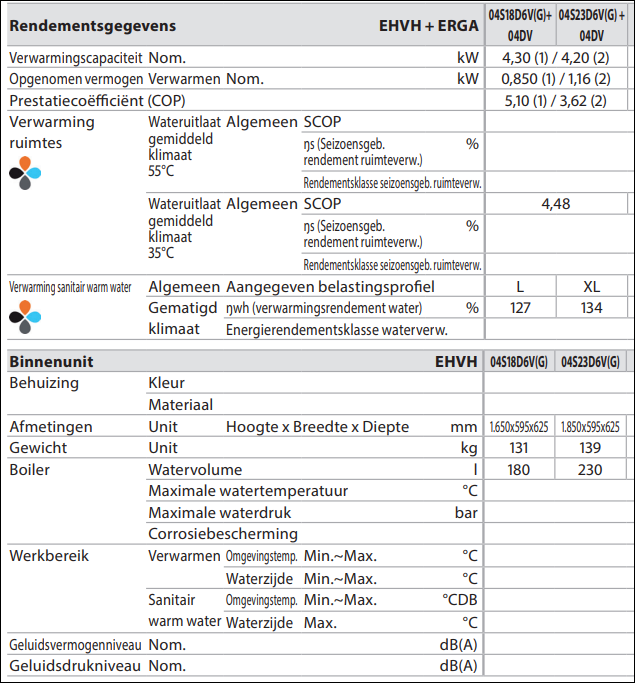 Rendementsgegevens EHVH + ERGA 04S18D6V(G)+ 04DV 04S23D6V(G) + 04DV
Verwarmingscapaciteit Nom. kW 4,30 (1) / 4,20 (2)
Opgenomen vermogen Verwarmen Nom. kW 0,850 (1) / 1,16 (2)
Prestatiecoëfficiënt (COP) 5,10 (1) / 3,62 (2)
Verwarming ruimtes Wateruitlaat gemiddeld klimaat 55°C Algemeen SCOP
ŋs (Seizoensgeb. rendement ruimteverw.) %
Rendementsklasse seizoensgeb. ruimteverw.
Wateruitlaat gemiddeld klimaat 35°C Algemeen SCOP 4,48
ŋs (Seizoensgeb. rendement ruimteverw.) %
Rendementsklasse seizoensgeb. ruimteverw.
Verwarming sanitair warm water Algemeen Aangegeven belastingsprofiel L XL
Gematigd klimaat ŋwh (verwarmingsrendement water) % 127 134
Energierendementsklasse waterverw.
Binnenunit EHVH 04S18D6V(G) 04S23D6V(G)
Behuizing Kleur
Materiaal
Afmetingen Unit Hoogte x Breedte x Diepte mm 1.650x595x625 1.850x595x625
Gewicht Unit kg 131 139
Boiler Watervolume l 180 230
Maximale watertemperatuur °C
Maximale waterdruk bar
Corrosiebescherming
Werkbereik Verwarmen Omgevingstemp. Min.~Max. °C
Waterzijde Min.~Max. °C
Sanitair warm water Omgevingstemp. Min.~Max. °CDB
Waterzijde Max. °C
Geluidsvermogenniveau Nom. dB(A)
Geluidsdrukniveau Nom. dB(A)